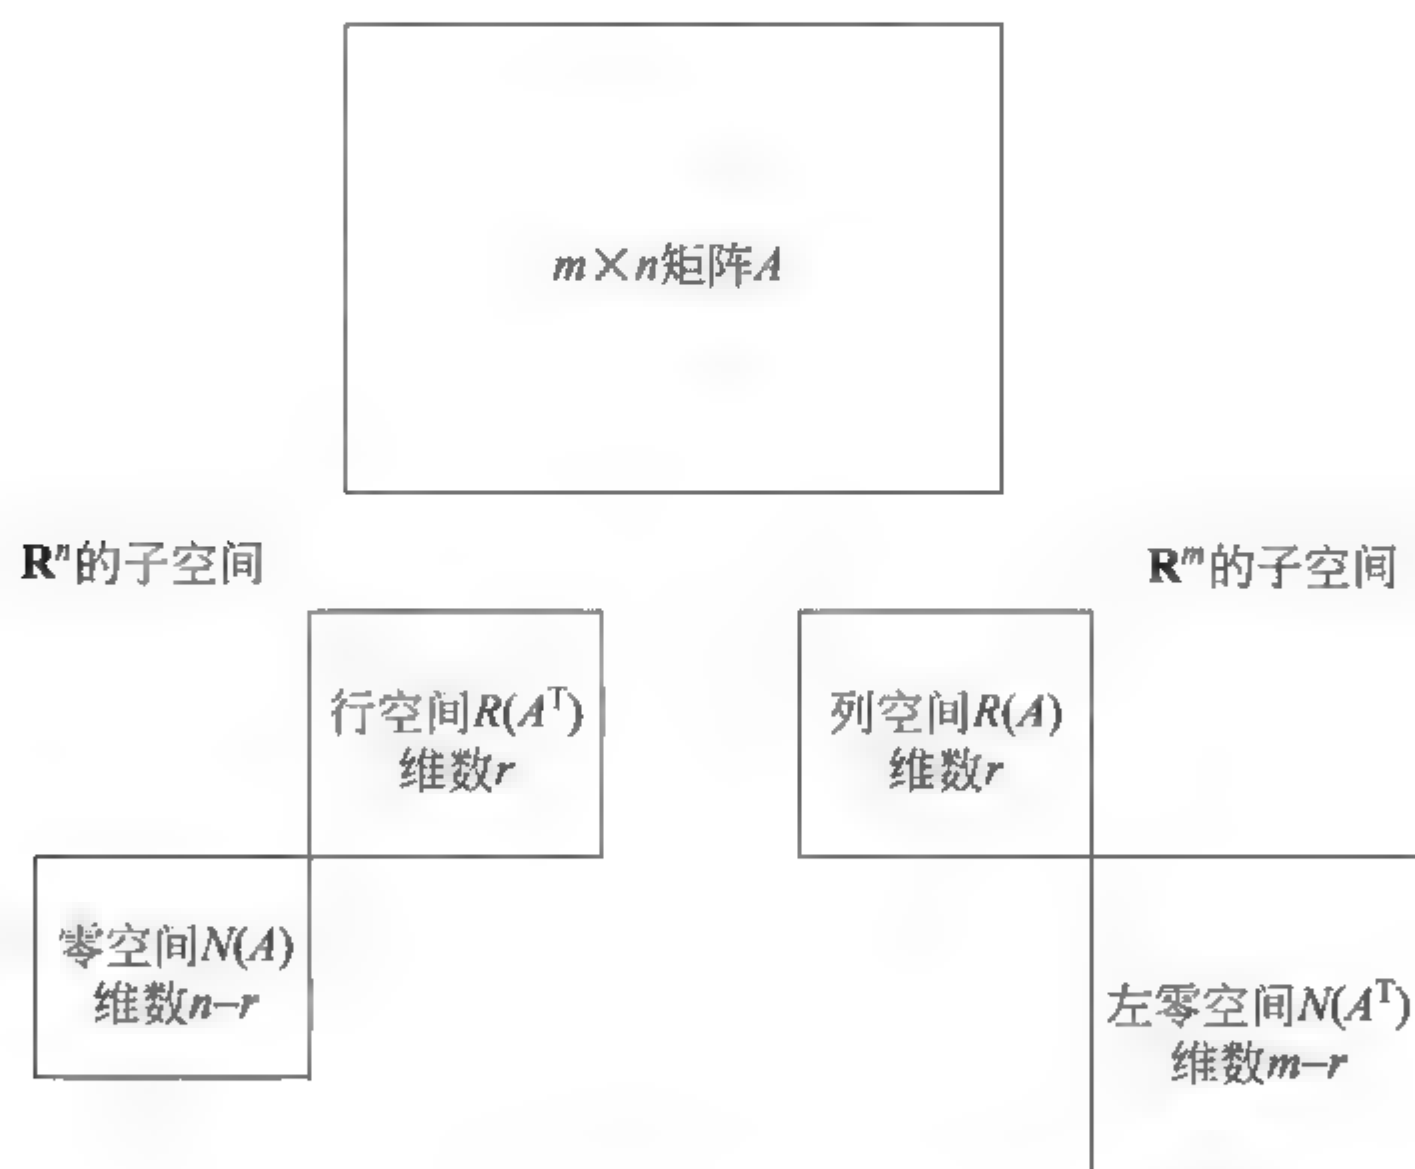 m×n矩阵A
Rⁿ的子空间
Rᵐ的子空间
行空间R(Aᵀ)
维数r
列空间R(A)
维数r
零空间N(A)
维数n–r
左零空间N(Aᵀ)
维数m–r